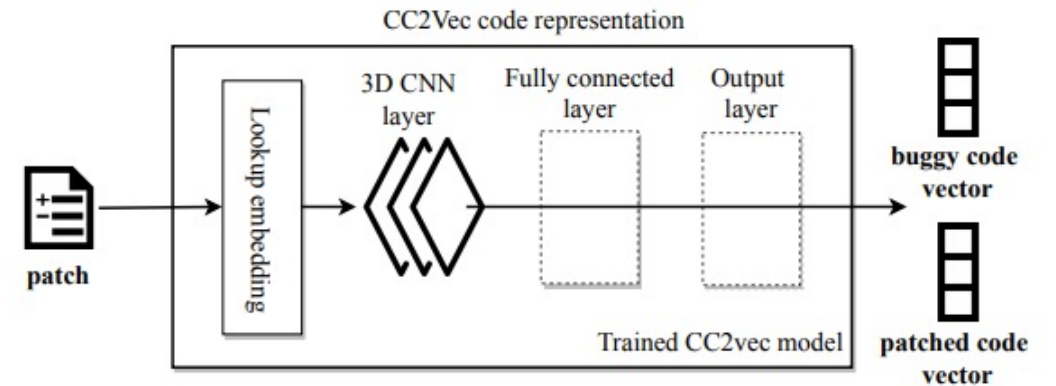 CC2Vec code representation
3D CNN
layer
Fully connected
layer
Output
layer
Lookup embedding
patch
buggy code
vector
patched code
vector
Trained CC2vec model